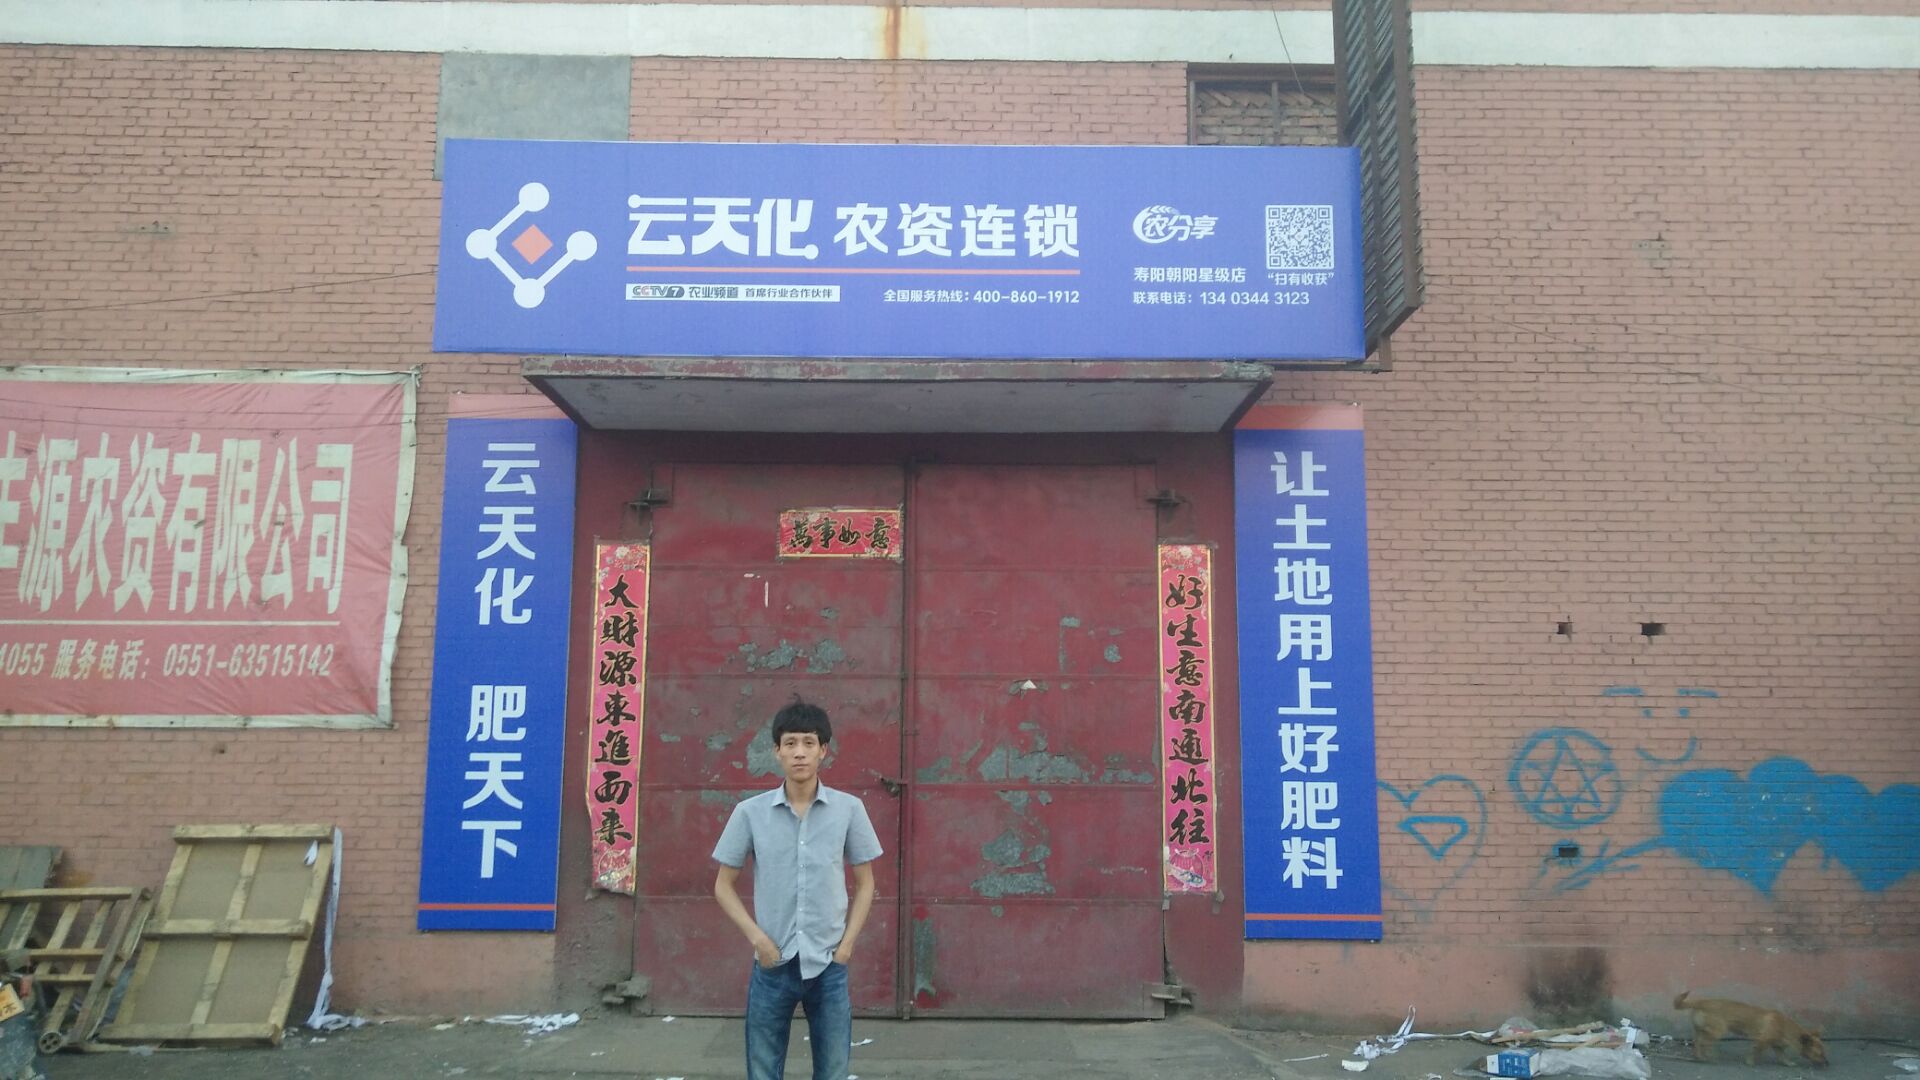 云天化 农资连锁
CCTV7 农业频道 首席行业合作伙伴
全国服务热线：400-860-1912
农分享
寿阳朝阳星级店
联系电话：134 0344 3123
“扫有收获”
丰源农资有限公司
4055 服务电话：0551-63515142
云天化 肥天下
让土地用上好肥料
萬事如意
大財源東進西來
好生意南通北往